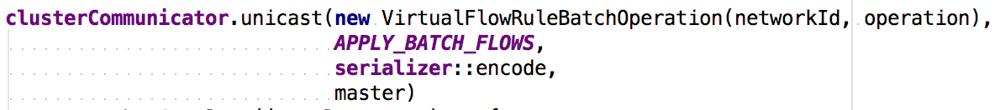 clusterCommunicator.unicast(new VirtualFlowRuleBatchOperation(networkId, operation),
APPLY_BATCH_FLOWS,
serializer::encode,
master)